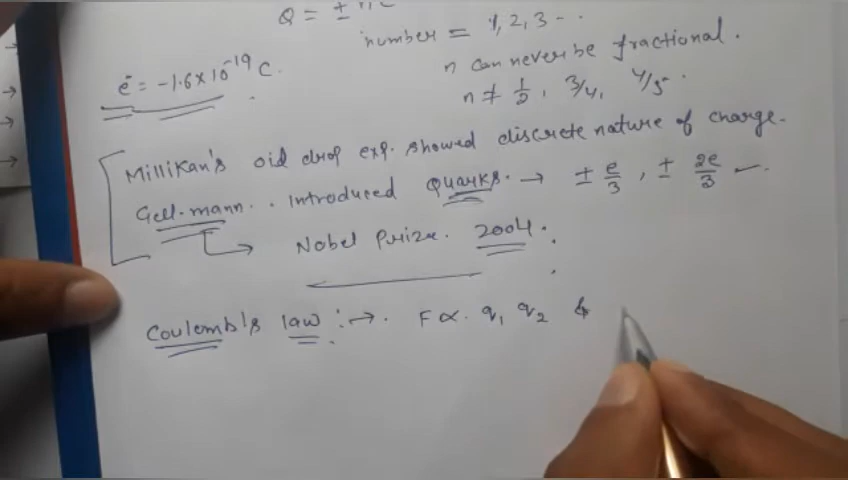 Q = ± ne
number = 1, 2, 3 - .
e⁻ = -1.6 × 10⁻¹⁹ C.
n can never be fractional.
n ≠ 1/2, 3/4, 4/5 .
Millikan's oid drop exp. showed discrete nature of charge.
Gell-mann . . introduced Quarks. → ± e/3 , ± 2e/3
Nobel Prize. 2004.
Coulomb's law :→. F ∝. q₁ q₂ &